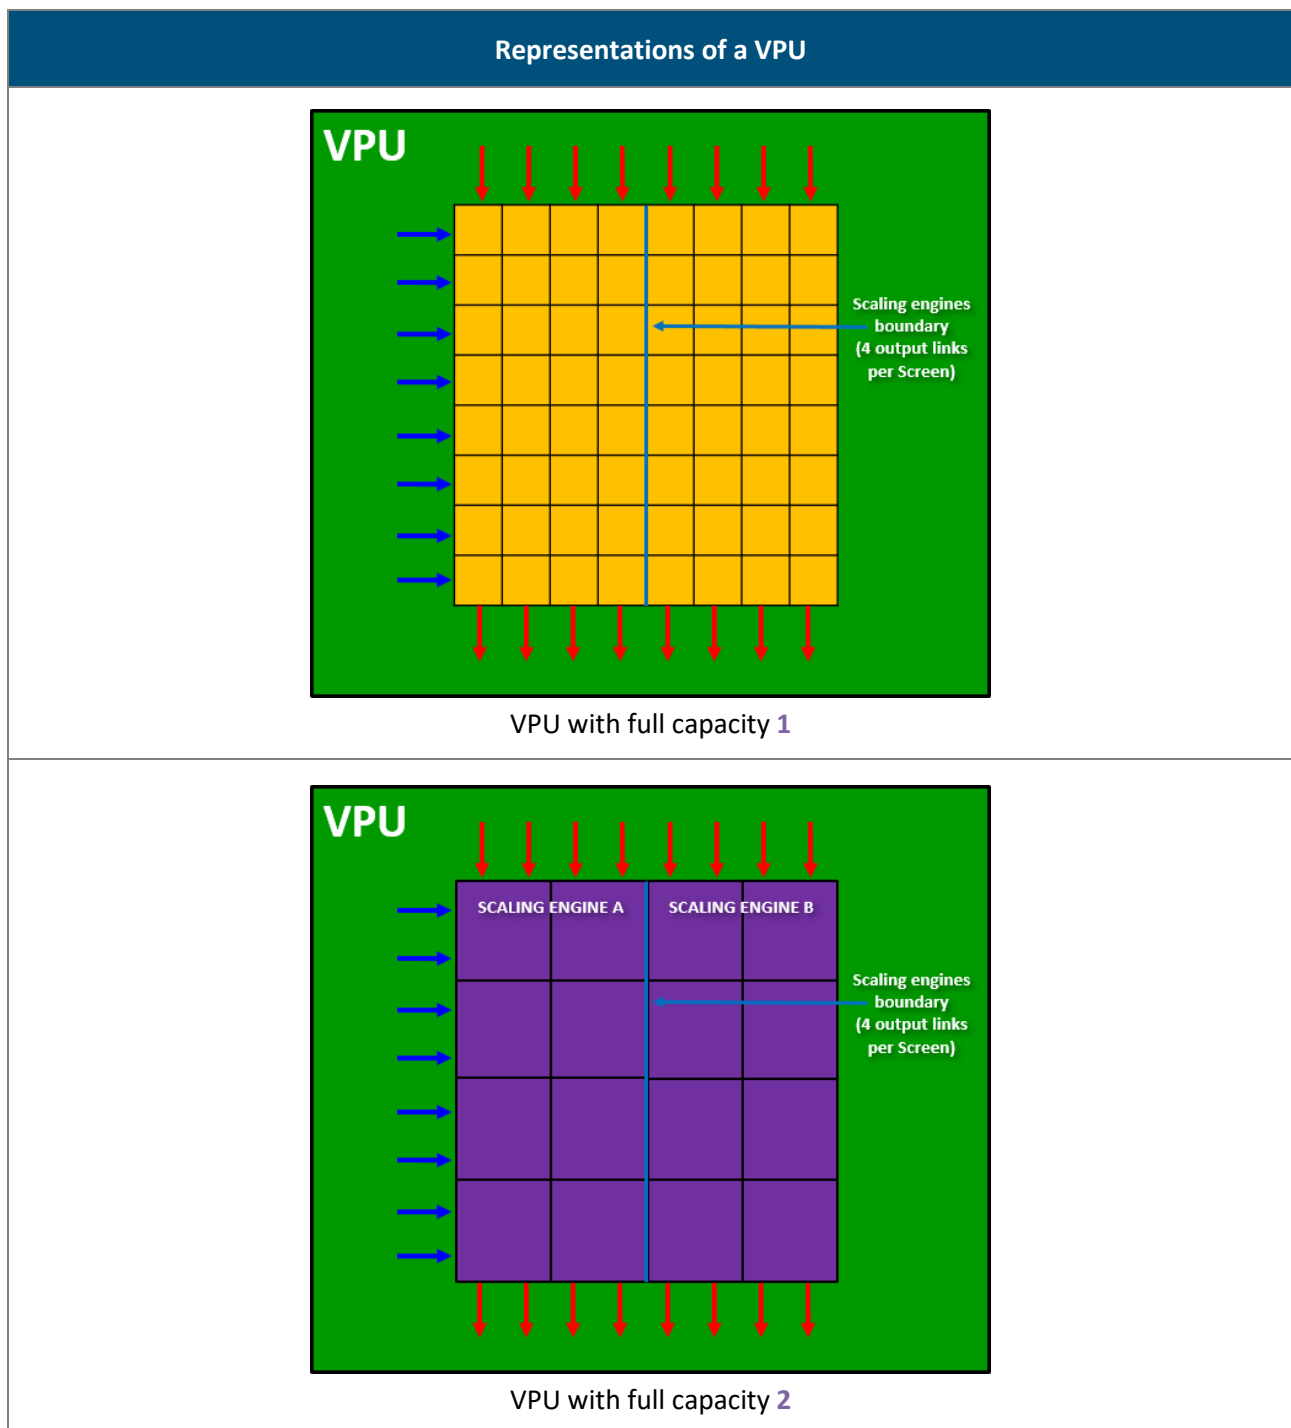 Representations of a VPU
VPU
Scaling engines
boundary
(4 output links
per Screen)
VPU with full capacity 1
VPU
SCALING ENGINE A
SCALING ENGINE B
Scaling engines
boundary
(4 output links
per Screen)
VPU with full capacity 2